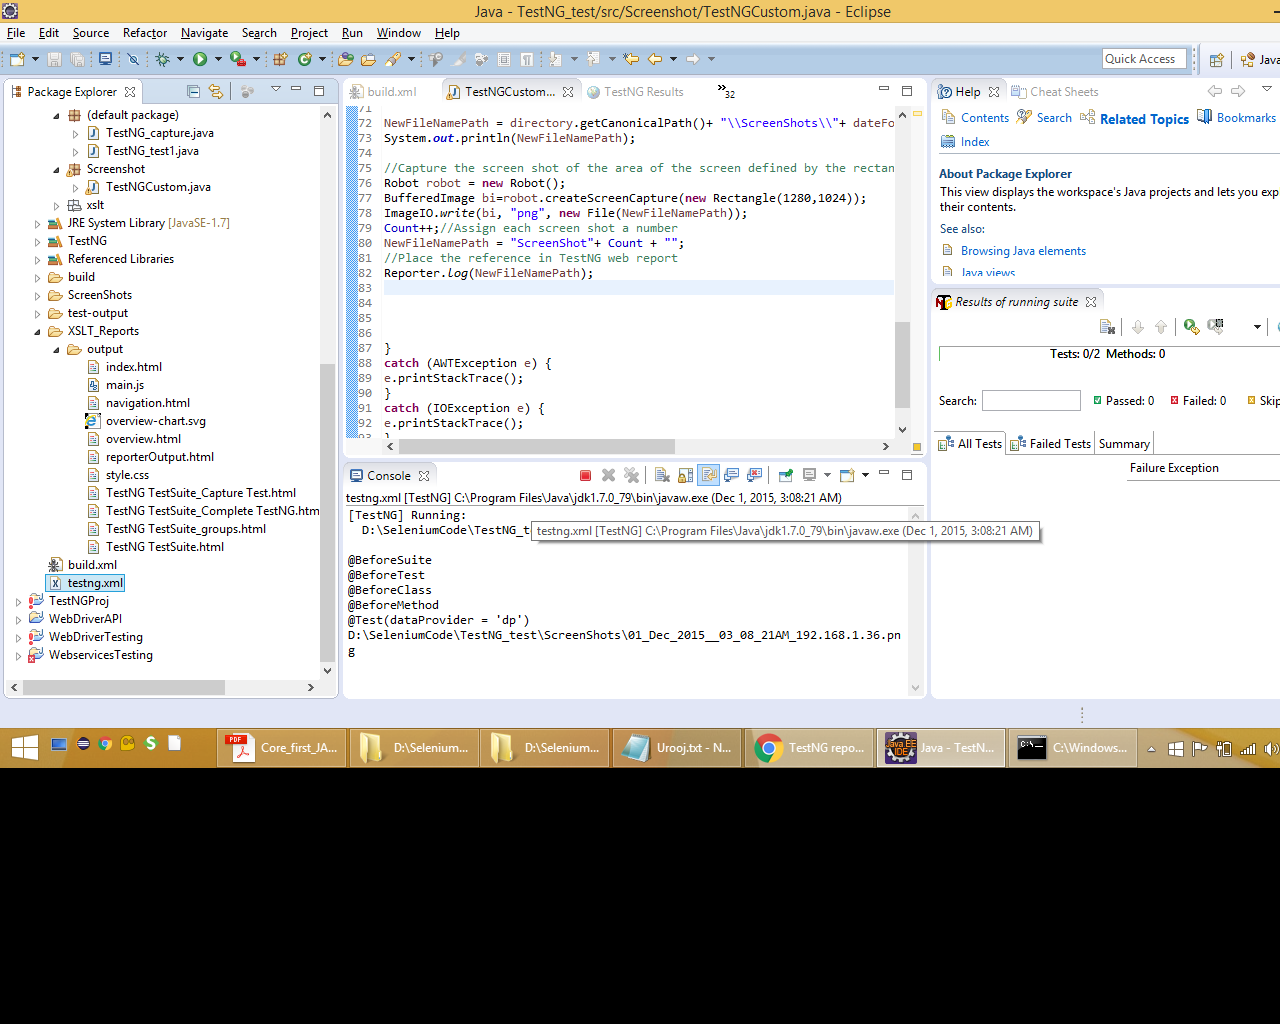 Java - TestNG_test/src/Screenshot/TestNGCustom.java - Eclipse
File Edit Source Refactor Navigate Search Project Run Window Help
Quick Access
Java
Package Explorer
(default package)
TestNG_capture.java
TestNG_test1.java
Screenshot
TestNGCustom.java
xslt
JRE System Library [JavaSE-1.7]
TestNG
Referenced Libraries
build
ScreenShots
test-output
XSLT_Reports
output
index.html
main.js
navigation.html
overview-chart.svg
overview.html
reporterOutput.html
style.css
TestNG TestSuite_Capture Test.html
TestNG TestSuite_Complete TestNG.htm
TestNG TestSuite_groups.html
TestNG TestSuite.html
build.xml
testng.xml
TestNGProj
WebDriverAPI
WebDriverTesting
WebservicesTesting
build.xml TestNGCustom... TestNG Results »32
71
72 NewFileNamePath = directory.getCanonicalPath()+ "\\ScreenShots\\"+ dateFo
73 System.out.println(NewFileNamePath);
74
75 //Capture the screen shot of the area of the screen defined by the rectan
76 Robot robot = new Robot();
77 BufferedImage bi=robot.createScreenCapture(new Rectangle(1280,1024));
78 ImageIO.write(bi, "png", new File(NewFileNamePath));
79 Count++;//Assign each screen shot a number
80 NewFileNamePath = "ScreenShot"+ Count + "";
81 //Place the reference in TestNG web report
82 Reporter.log(NewFileNamePath);
83
84
85
86
87 }
88 catch (AWTException e) {
89 e.printStackTrace();
90 }
91 catch (IOException e) {
92 e.printStackTrace();
93 }
Console
testng.xml [TestNG] C:\Program Files\Java\jdk1.7.0_79\bin\javaw.exe (Dec 1, 2015, 3:08:21 AM)
[TestNG] Running:
D:\SeleniumCode\TestNG_t
testng.xml [TestNG] C:\Program Files\Java\jdk1.7.0_79\bin\javaw.exe (Dec 1, 2015, 3:08:21 AM)
@BeforeSuite
@BeforeTest
@BeforeClass
@BeforeMethod
@Test(dataProvider = 'dp')
D:\SeleniumCode\TestNG_test\ScreenShots\01_Dec_2015__03_08_21AM_192.168.1.36.pn
g
Help Cheat Sheets
Contents Search Related Topics Bookmarks
Index
About Package Explorer
This view displays the workspace's Java projects and lets you exp
their contents.
See also:
Browsing Java elements
Java views
Results of running suite
Tests: 0/2 Methods: 0
Search: Passed: 0 Failed: 0 Skip
All Tests Failed Tests Summary
Failure Exception
PDF Core_first_JA... D:\Selenium... D:\Selenium... Urooj.txt - N... TestNG repo... Java EE IDE Java - TestN... C:\Windows...